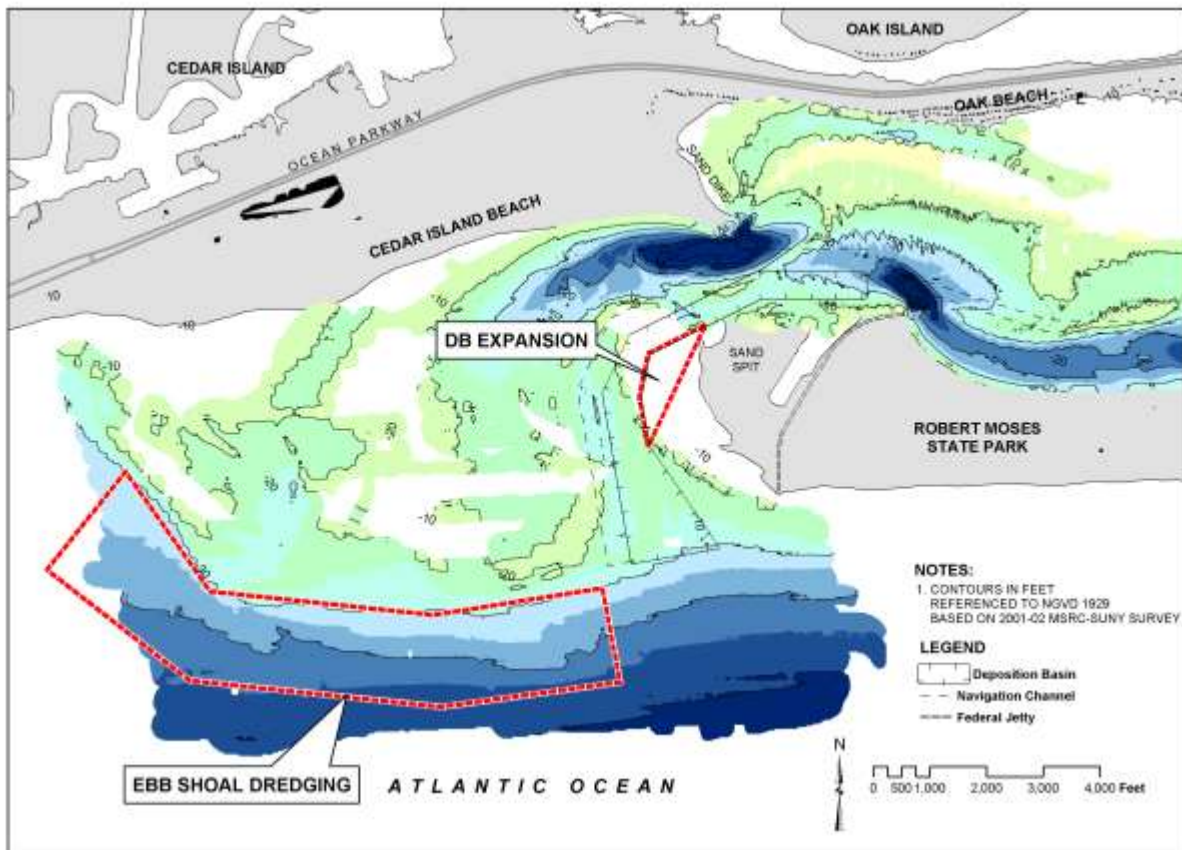 OAK ISLAND
CEDAR ISLAND
OAK BEACH
OCEAN PARKWAY
SAND DIKE
CEDAR ISLAND BEACH
10
-10
-10
DB EXPANSION
SAND
SPIT
ROBERT MOSES
STATE PARK
-10
-10
-10
NOTES:
1. CONTOURS IN FEET
REFERENCED TO NGVD 1929
BASED ON 2001-02 MSRC-SUNY SURVEY
LEGEND
Deposition Basin
Navigation Channel
Federal Jetty
EBB SHOAL DREDGING
ATLANTIC OCEAN
N
0 500 1,000 2,000 3,000 4,000 Feet